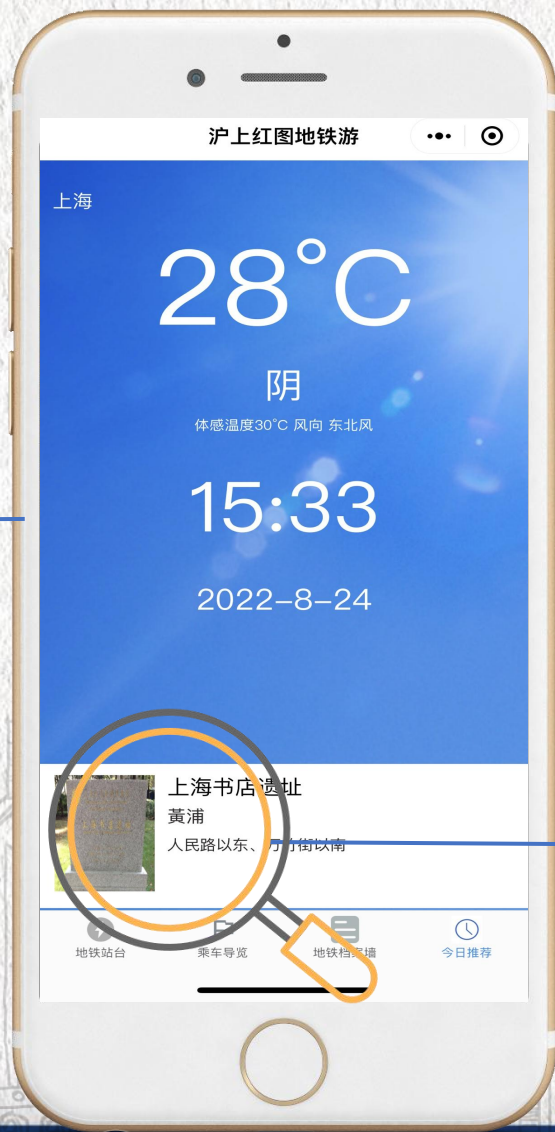 沪上红图地铁游
上海
28°C
阴
体感温度30°C 风向 东北风
15:33
2022-8-24
上海书店遗址
黃浦
人民路以东、万竹街以南
地铁站台
乘车导览
地铁档案墙
今日推荐